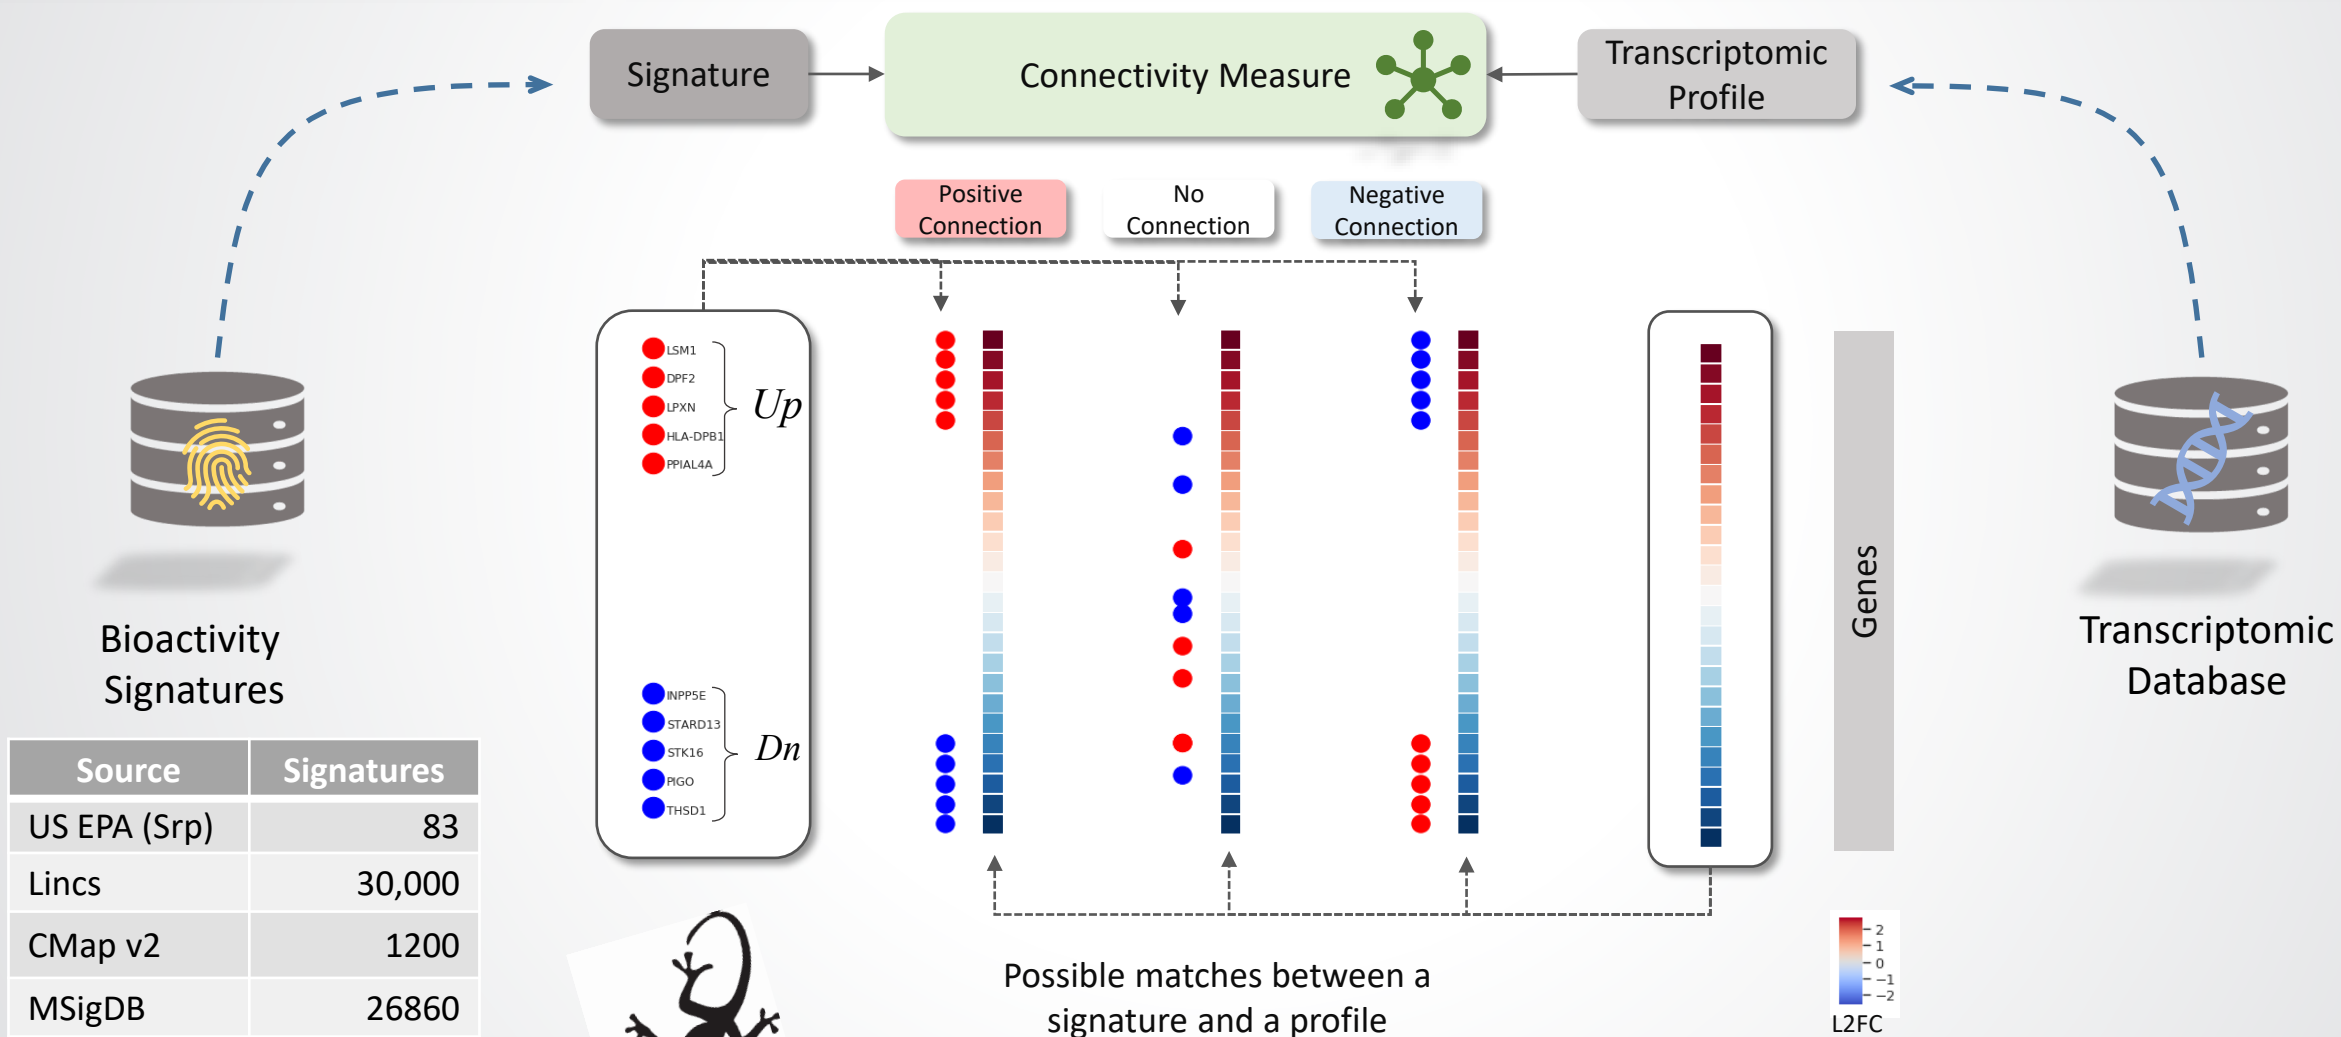 Signature
Connectivity Measure
Transcriptomic
Profile
Positive
Connection
No
Connection
Negative
Connection
LSM1
DPF2
LPXN
HLA-DPB1
PPIAL4A
Up
INPP5E
STARD13
STK16
PIGO
THSD1
Dn
Genes
Bioactivity
Signatures
Transcriptomic
Database
Source Signatures
US EPA (Srp) 83
Lincs 30,000
CMap v2 1200
MSigDB 26860
Possible matches between a
signature and a profile
2
1
0
−1
−2
L2FC